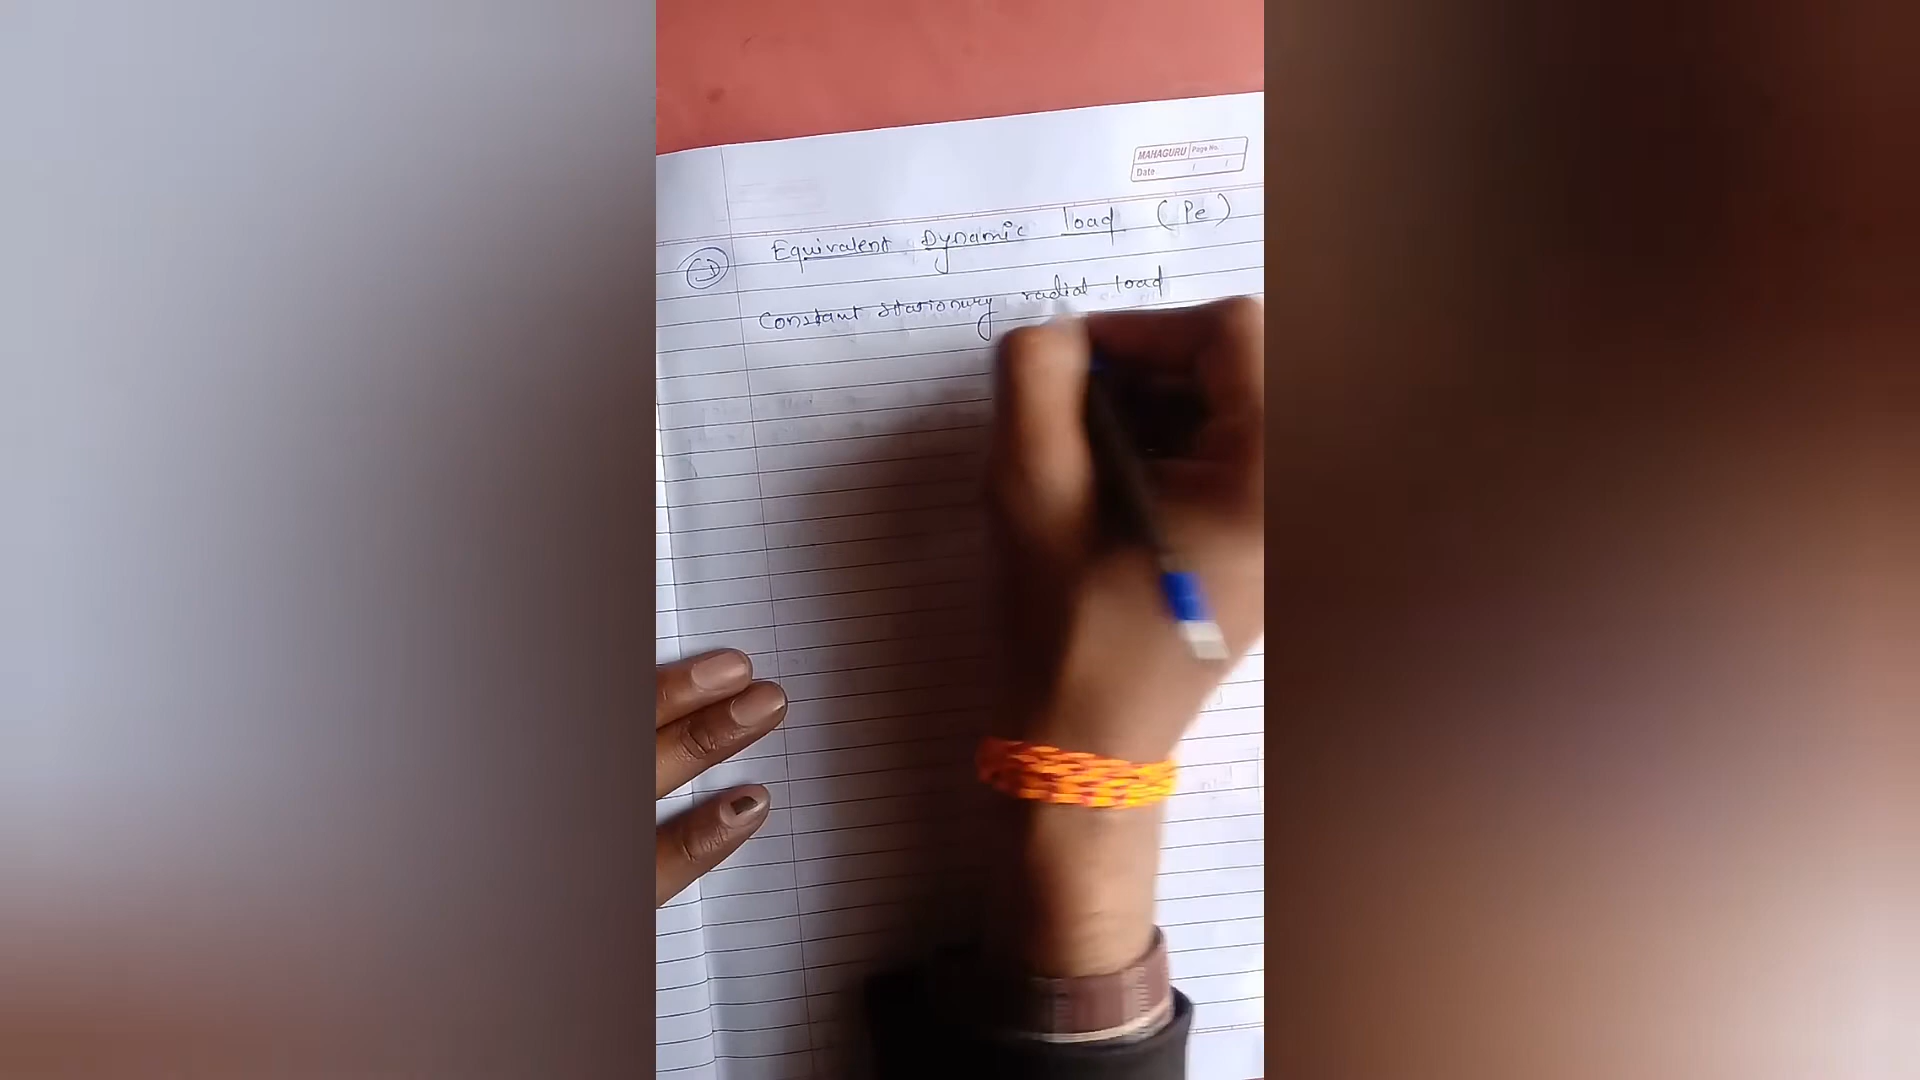 MAHAGURU Page No.
Date / /
Equivalent Dynamic load (Pe)
Constant stationary radial load